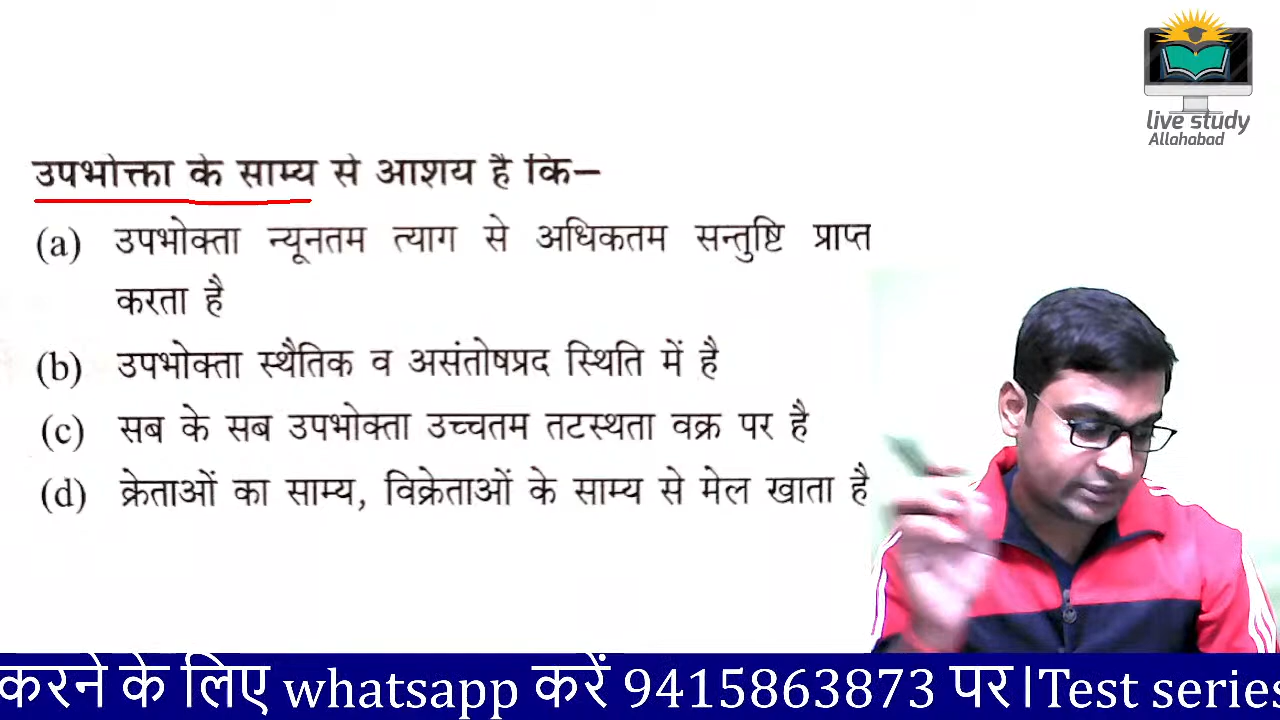 live study
Allahabad
उपभोक्ता के साम्य से आशय है कि–
(a) उपभोक्ता न्यूनतम त्याग से अधिकतम सन्तुष्टि प्राप्त
करता है
(b) उपभोक्ता स्थैतिक व असंतोषप्रद स्थिति में है
(c) सब के सब उपभोक्ता उच्चतम तटस्थता वक्र पर है
(d) क्रेताओं का साम्य, विक्रेताओं के साम्य से मेल खाता है
करने के लिए whatsapp करें 9415863873 पर।Test series